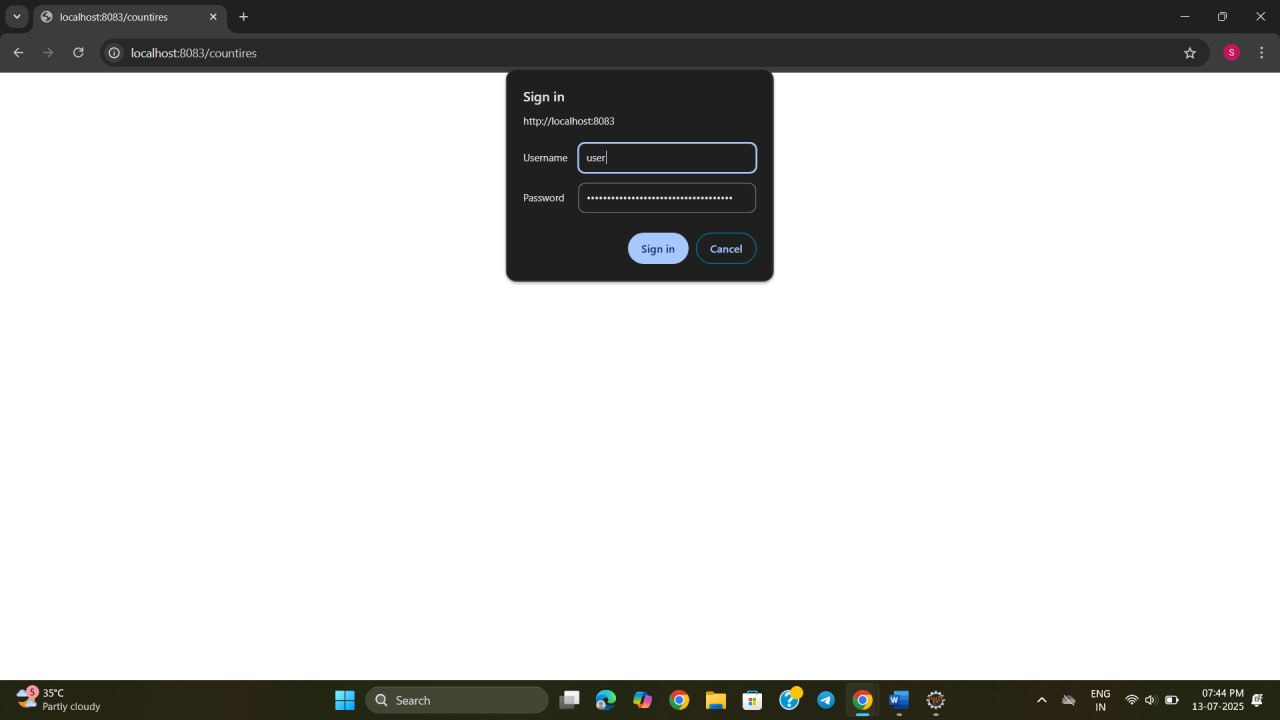 localhost:8083/countires
localhost:8083/countires
S
Sign in
http://localhost:8083
Username user
Password ••••••••••••••••••••••••••••••••••••
Sign in Cancel
5 35°C
Partly cloudy
Search
W
ENG
IN
07:44 PM
13-07-2025